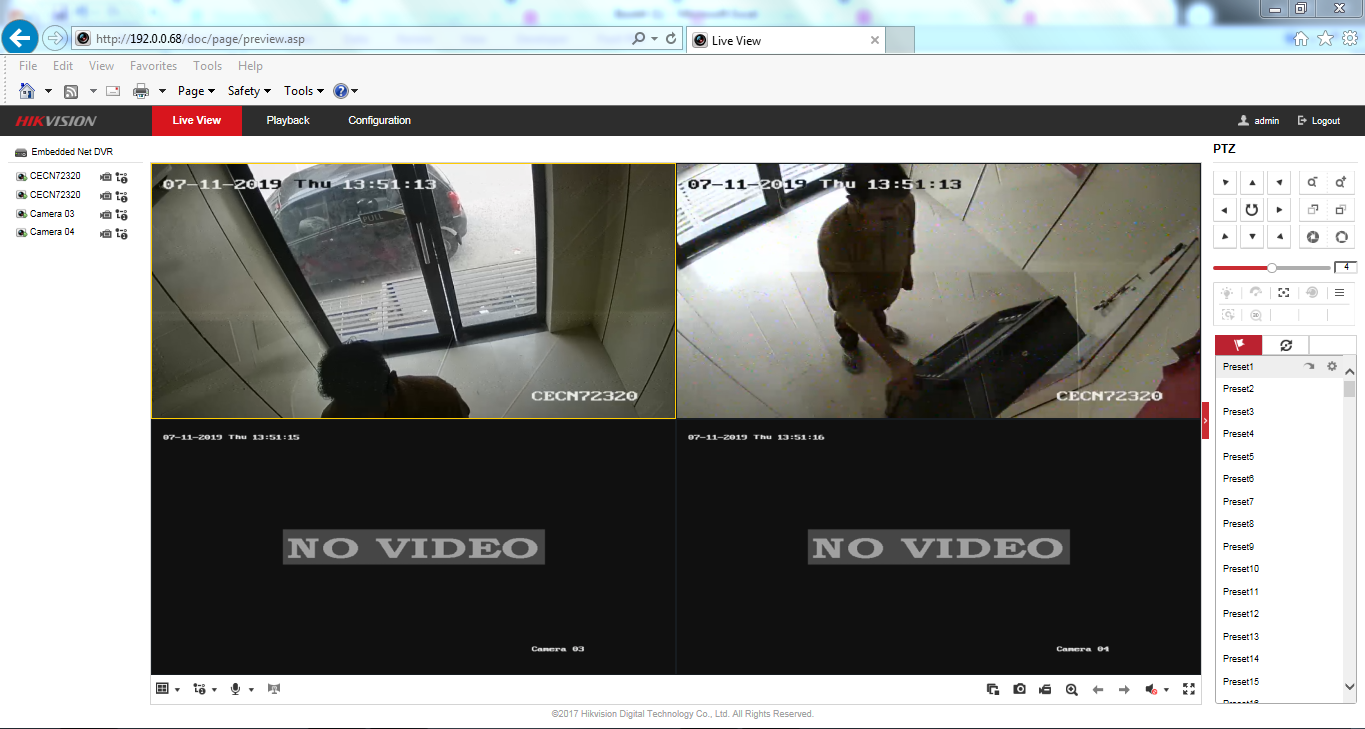 http://192.0.0.68/doc/page/preview.asp
Live View
File Edit View Favorites Tools Help
Page Safety Tools
HIKVISION Live View Playback Configuration admin Logout
Embedded Net DVR
CECN72320
CECN72320
Camera 03
Camera 04
07-11-2019 Thu 13:51:13
PULL
CECN72320
07-11-2019 Thu 13:51:13
CECN72320
07-11-2019 Thu 13:51:15
NO VIDEO
Camera 03
07-11-2019 Thu 13:51:16
NO VIDEO
Camera 04
PTZ
4
Preset1
Preset2
Preset3
Preset4
Preset5
Preset6
Preset7
Preset8
Preset9
Preset10
Preset11
Preset12
Preset13
Preset14
Preset15
©2017 Hikvision Digital Technology Co., Ltd. All Rights Reserved.